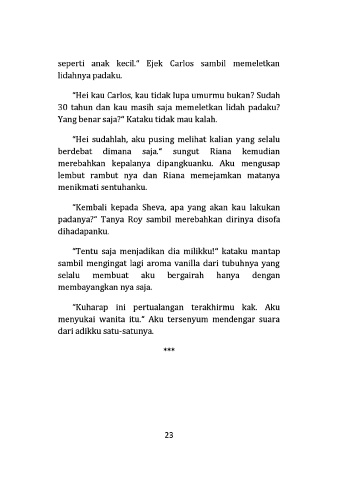 seperti anak kecil.” Ejek Carlos sambil memeletkan
lidahnya padaku.
“Hei kau Carlos, kau tidak lupa umurmu bukan? Sudah
30 tahun dan kau masih saja memeletkan lidah padaku?
Yang benar saja?” Kataku tidak mau kalah.
“Hei sudahlah, aku pusing melihat kalian yang selalu
berdebat dimana saja.” sungut Riana kemudian
merebahkan kepalanya dipangkuanku. Aku mengusap
lembut rambut nya dan Riana memejamkan matanya
menikmati sentuhanku.
“Kembali kepada Sheva, apa yang akan kau lakukan
padanya?” Tanya Roy sambil merebahkan dirinya disofa
dihadapanku.
“Tentu saja menjadikan dia milikku!” kataku mantap
sambil mengingat lagi aroma vanilla dari tubuhnya yang
selalu membuat aku bergairah hanya dengan
membayangkan nya saja.
“Kuharap ini pertualangan terakhirmu kak. Aku
menyukai wanita itu.” Aku tersenyum mendengar suara
dari adikku satu-satunya.
***
23